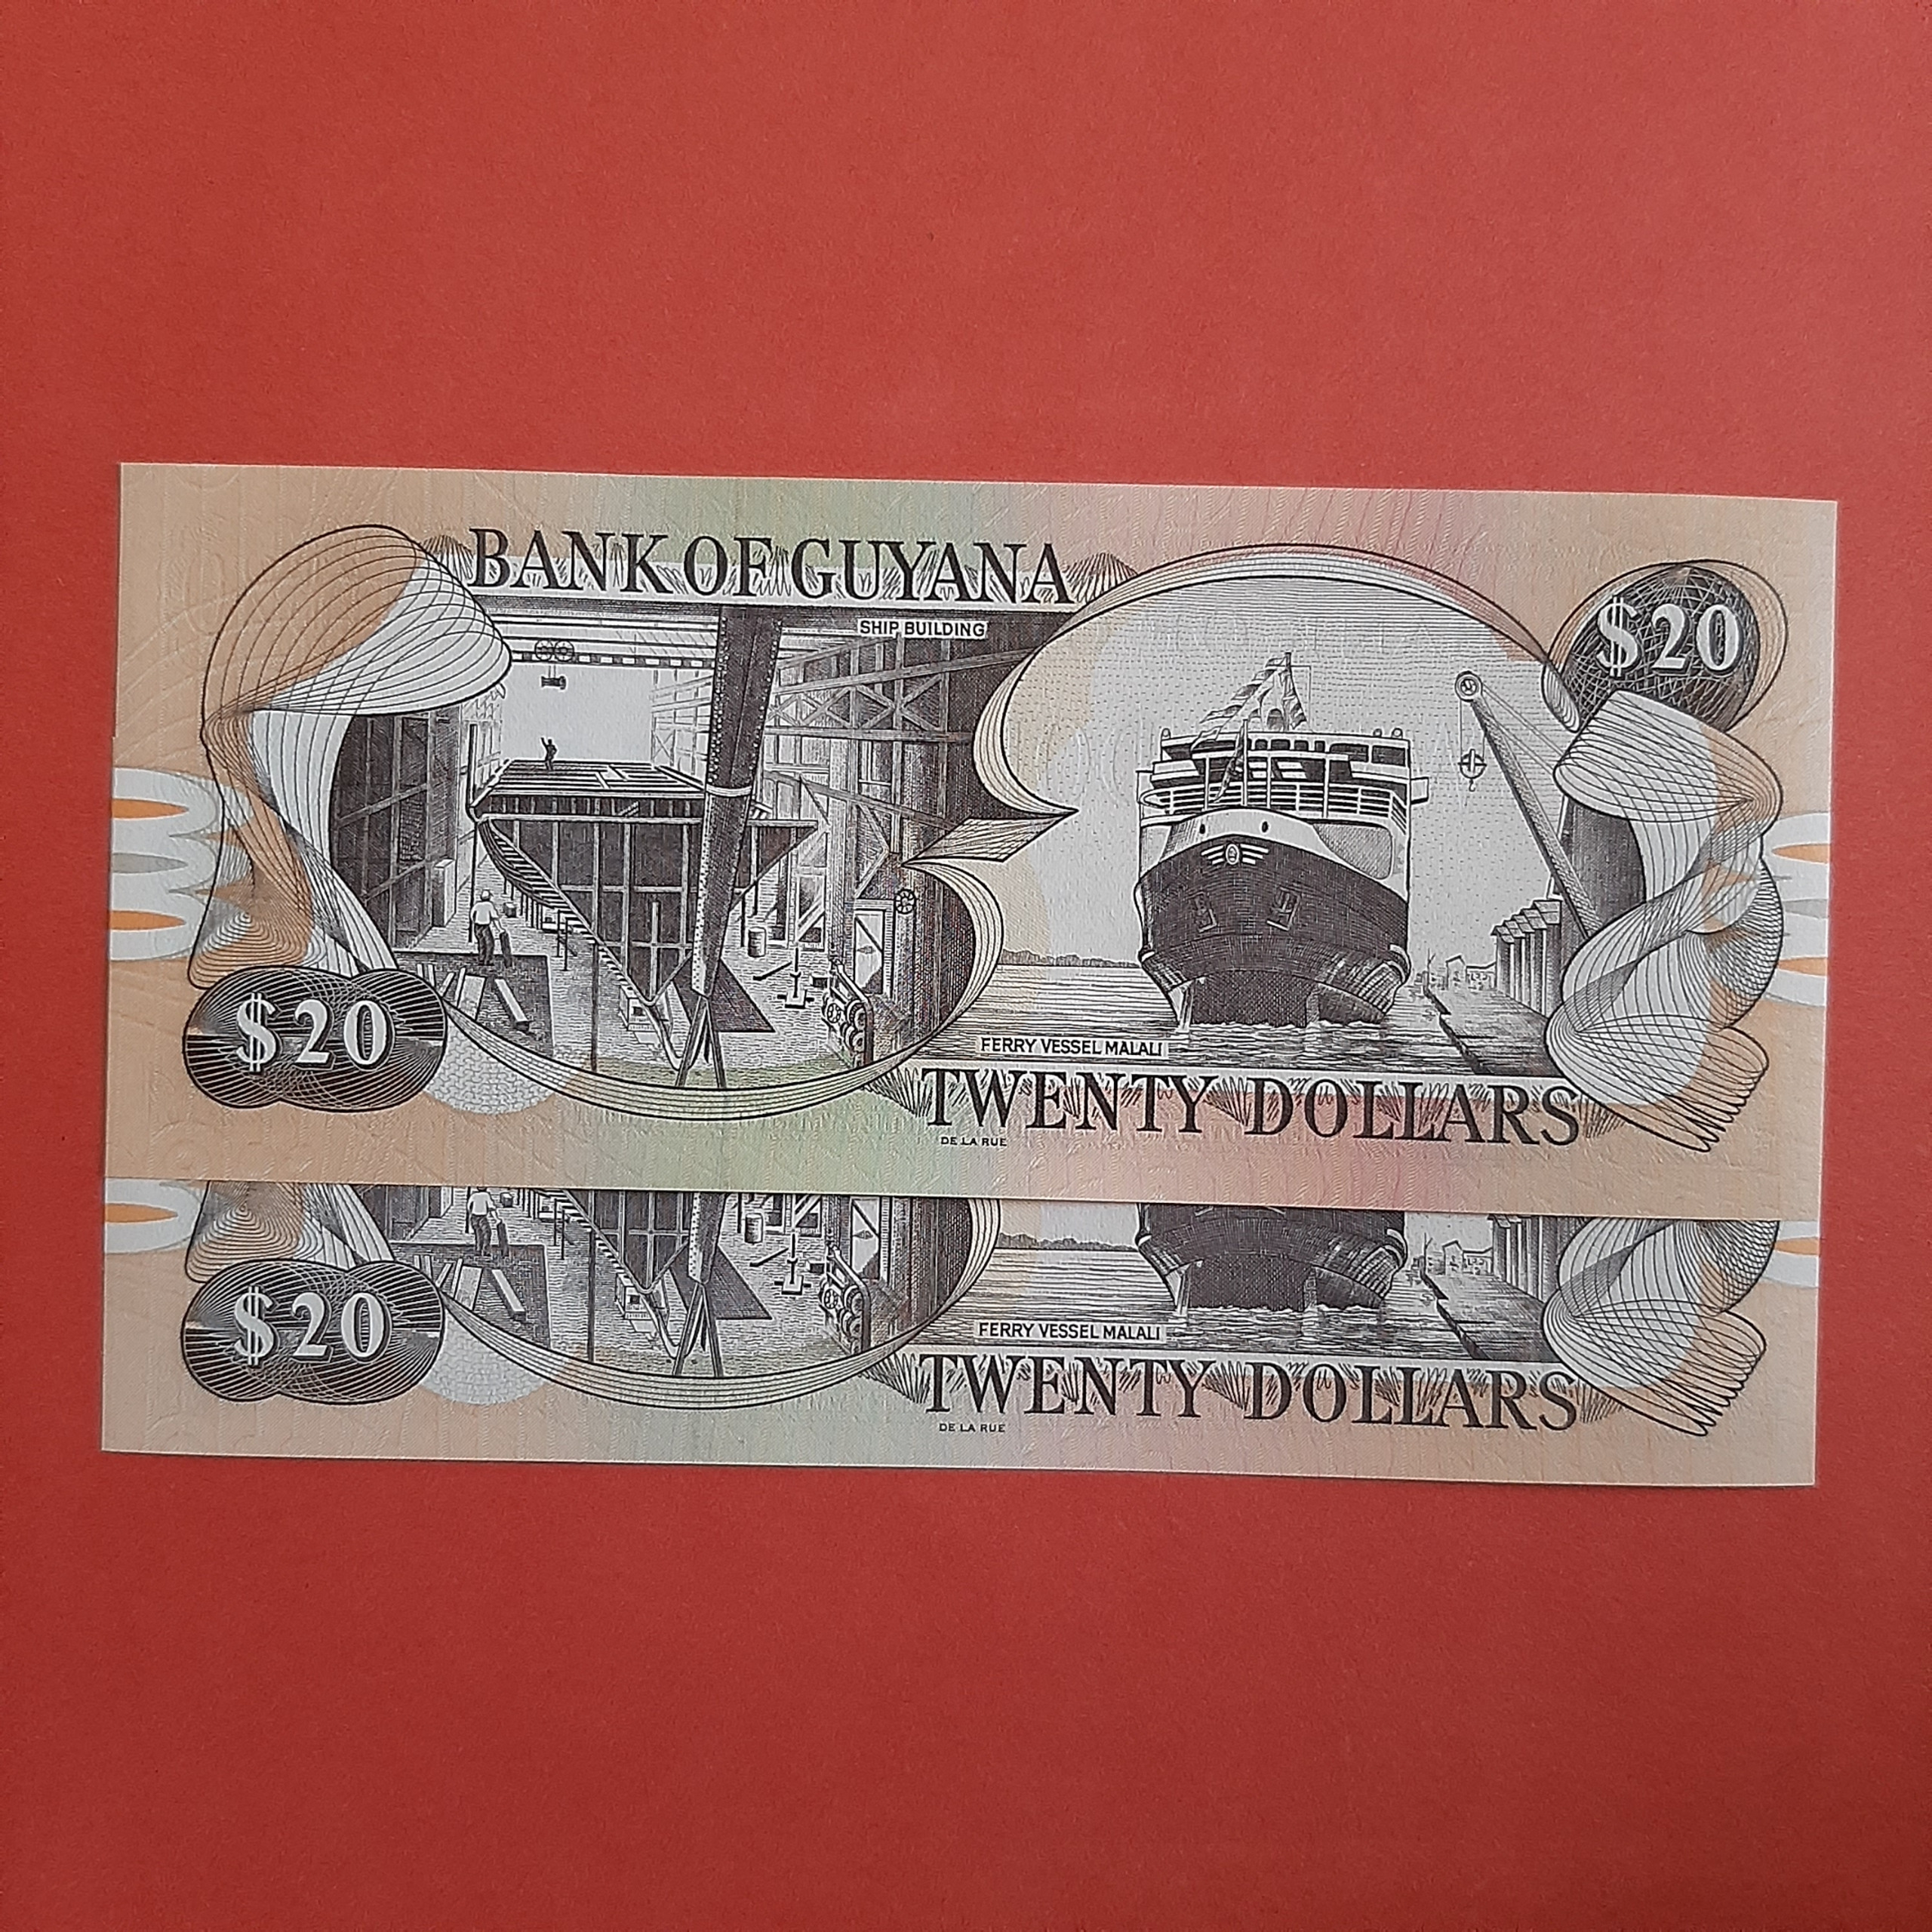 BANK OF GUYANA
SHIP BUILDING
$20
$20
FERRY VESSEL MALALI
TWENTY DOLLARS
DE LA RUE
$20
FERRY VESSEL MALALI
TWENTY DOLLARS
DE LA RUE